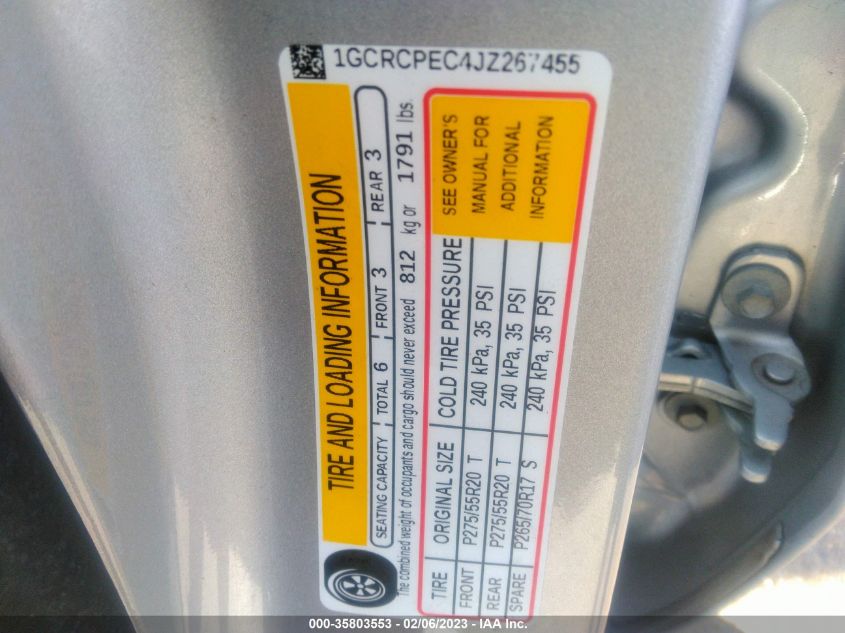 1GCRCPEC4JZ267455
TIRE AND LOADING INFORMATION
SEATING CAPACITY TOTAL 6 FRONT 3 REAR 3
The combined weight of occupants and cargo should never exceed 812 kg or 1791 lbs.
TIRE ORIGINAL SIZE COLD TIRE PRESSURE SEE OWNER'S
FRONT P275/55R20 T 240 kPa, 35 PSI MANUAL FOR
REAR P275/55R20 T 240 kPa, 35 PSI ADDITIONAL
SPARE P265/70R17 S 240 kPa, 35 PSI INFORMATION
000-35803553 - 02/06/2023 - IAA Inc.